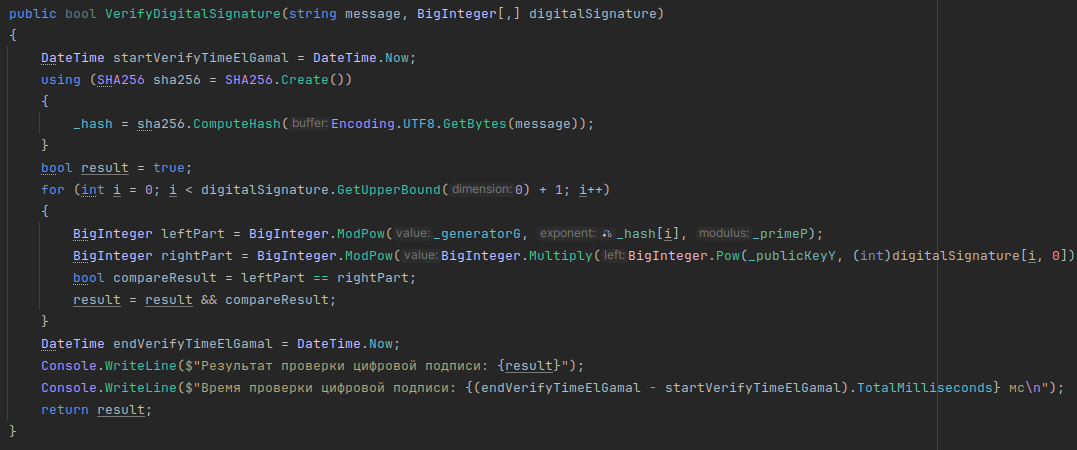 public bool VerifyDigitalSignature(string message, BigInteger[,] digitalSignature)
{
DateTime startVerifyTimeElGamal = DateTime.Now;
using (SHA256 sha256 = SHA256.Create())
{
_hash = sha256.ComputeHash(buffer:Encoding.UTF8.GetBytes(message));
}
bool result = true;
for (int i = 0; i < digitalSignature.GetUpperBound(dimension:0) + 1; i++)
{
BigInteger leftPart = BigInteger.ModPow(value:_generatorG, exponent:_hash[i], modulus:_primeP);
BigInteger rightPart = BigInteger.ModPow(value:BigInteger.Multiply(left:BigInteger.Pow(_publicKeyY, (int)digitalSignature[i, 0])
bool compareResult = leftPart == rightPart;
result = result && compareResult;
}
DateTime endVerifyTimeElGamal = DateTime.Now;
Console.WriteLine($"Результат проверки цифровой подписи: {result}");
Console.WriteLine($"Время проверки цифровой подписи: {(endVerifyTimeElGamal - startVerifyTimeElGamal).TotalMilliseconds} мс\n");
return result;
}